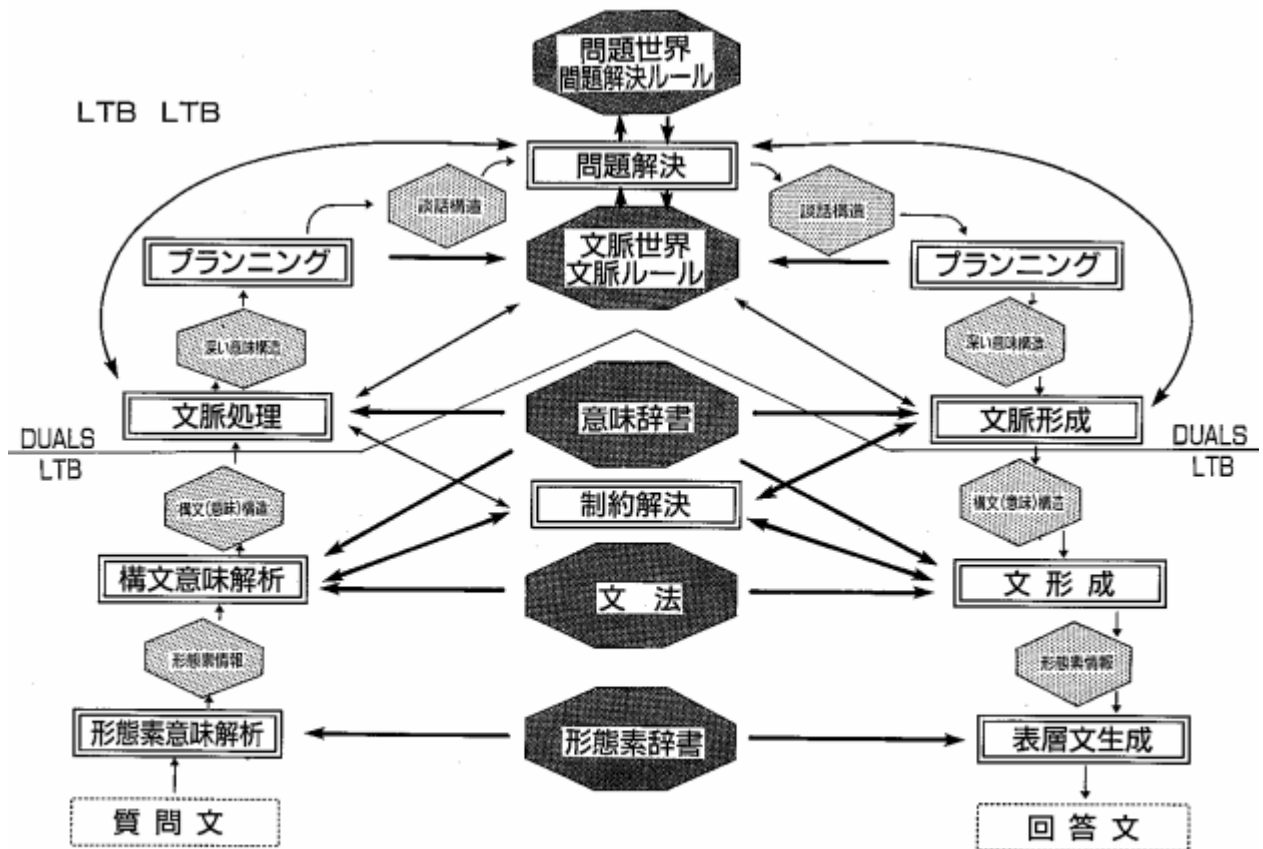 問題世界
問題解決ルール
LTB LTB
問題解決
談話構造
談話構造
プランニング
文脈世界
文脈ルール
プランニング
深い意味構造
深い意味構造
文脈処理
意味辞書
文脈形成
DUALS
LTB
DUALS
LTB
構文(意味)構造
制約解決
構文(意味)構造
構文意味解析
文法
文形成
形態素情報
形態素情報
形態素意味解析
形態素辞書
表層文生成
質問文
回答文